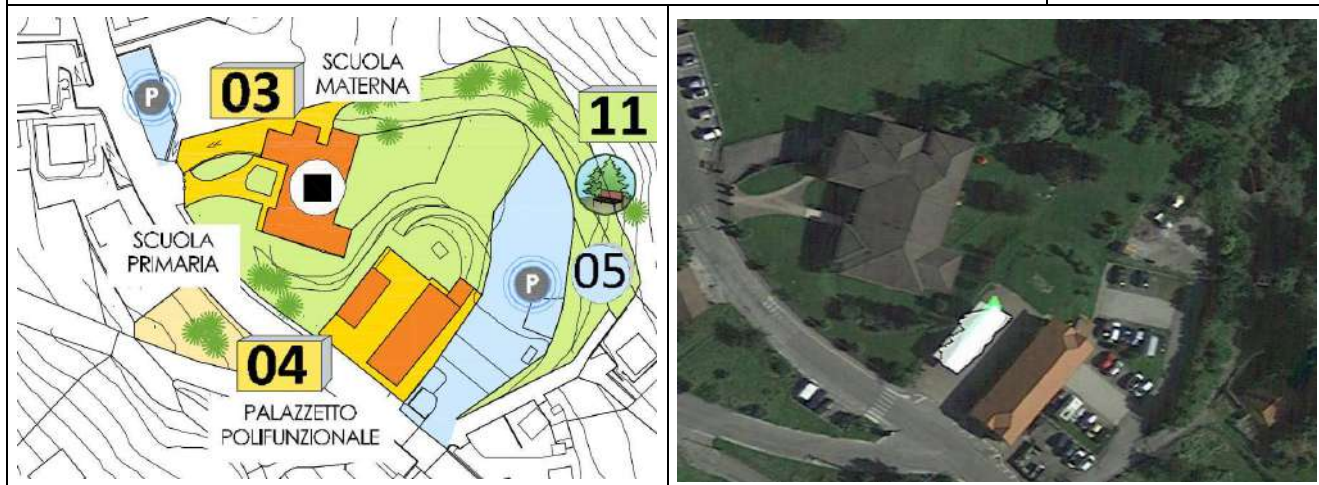 P
03
SCUOLA
MATERNA
11
SCUOLA
PRIMARIA
P
05
04
PALAZZETTO
POLIFUNZIONALE